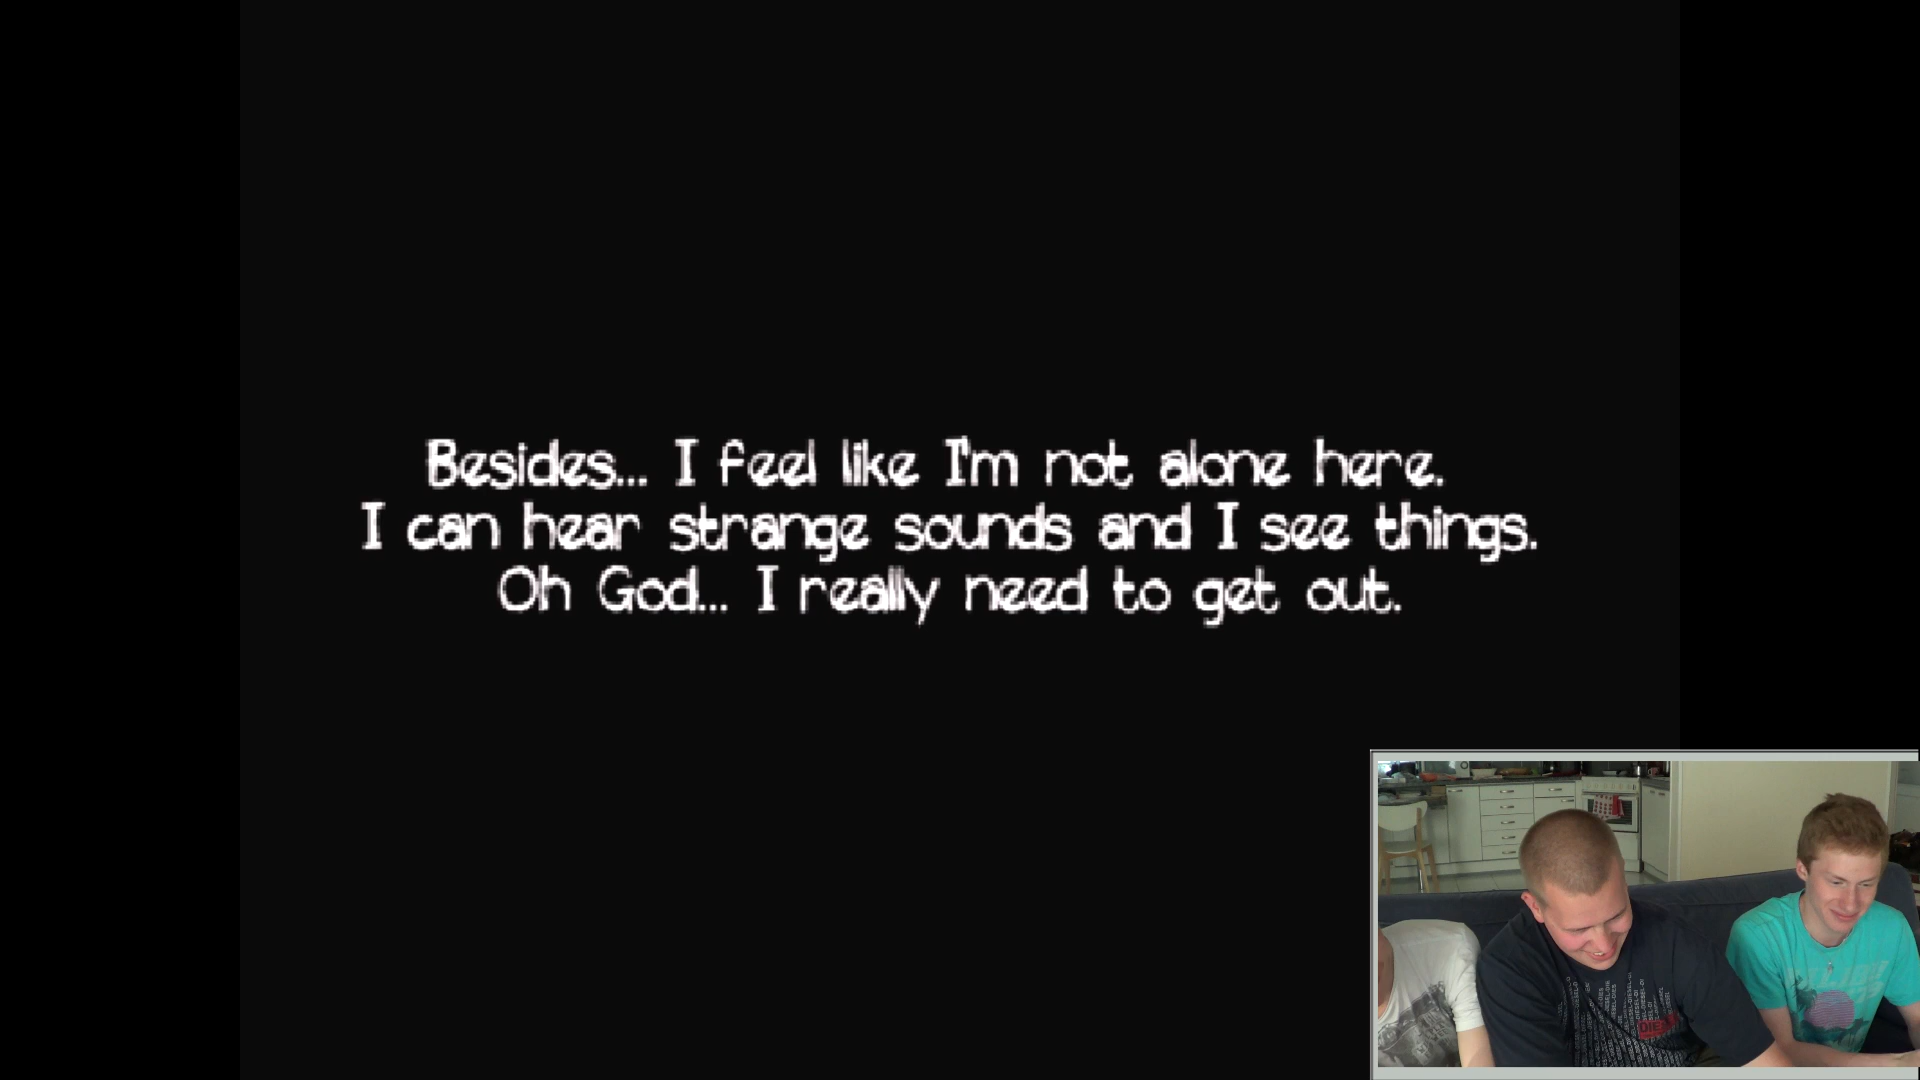 Besides... I feel like I'm not alone here.
I can hear strange sounds and I see things.
Oh God... I really need to get out.